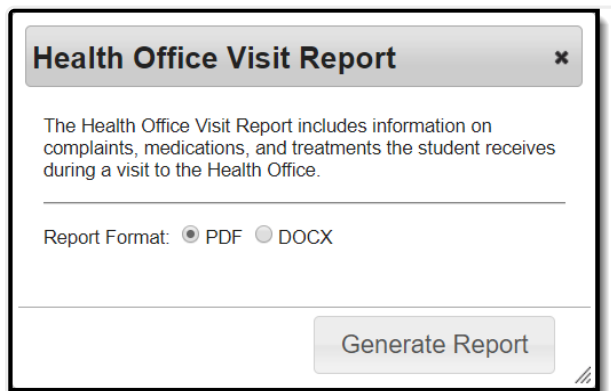 Health Office Visit Report ×
The Health Office Visit Report includes information on
complaints, medications, and treatments the student receives
during a visit to the Health Office.
Report Format: PDF DOCX
Generate Report